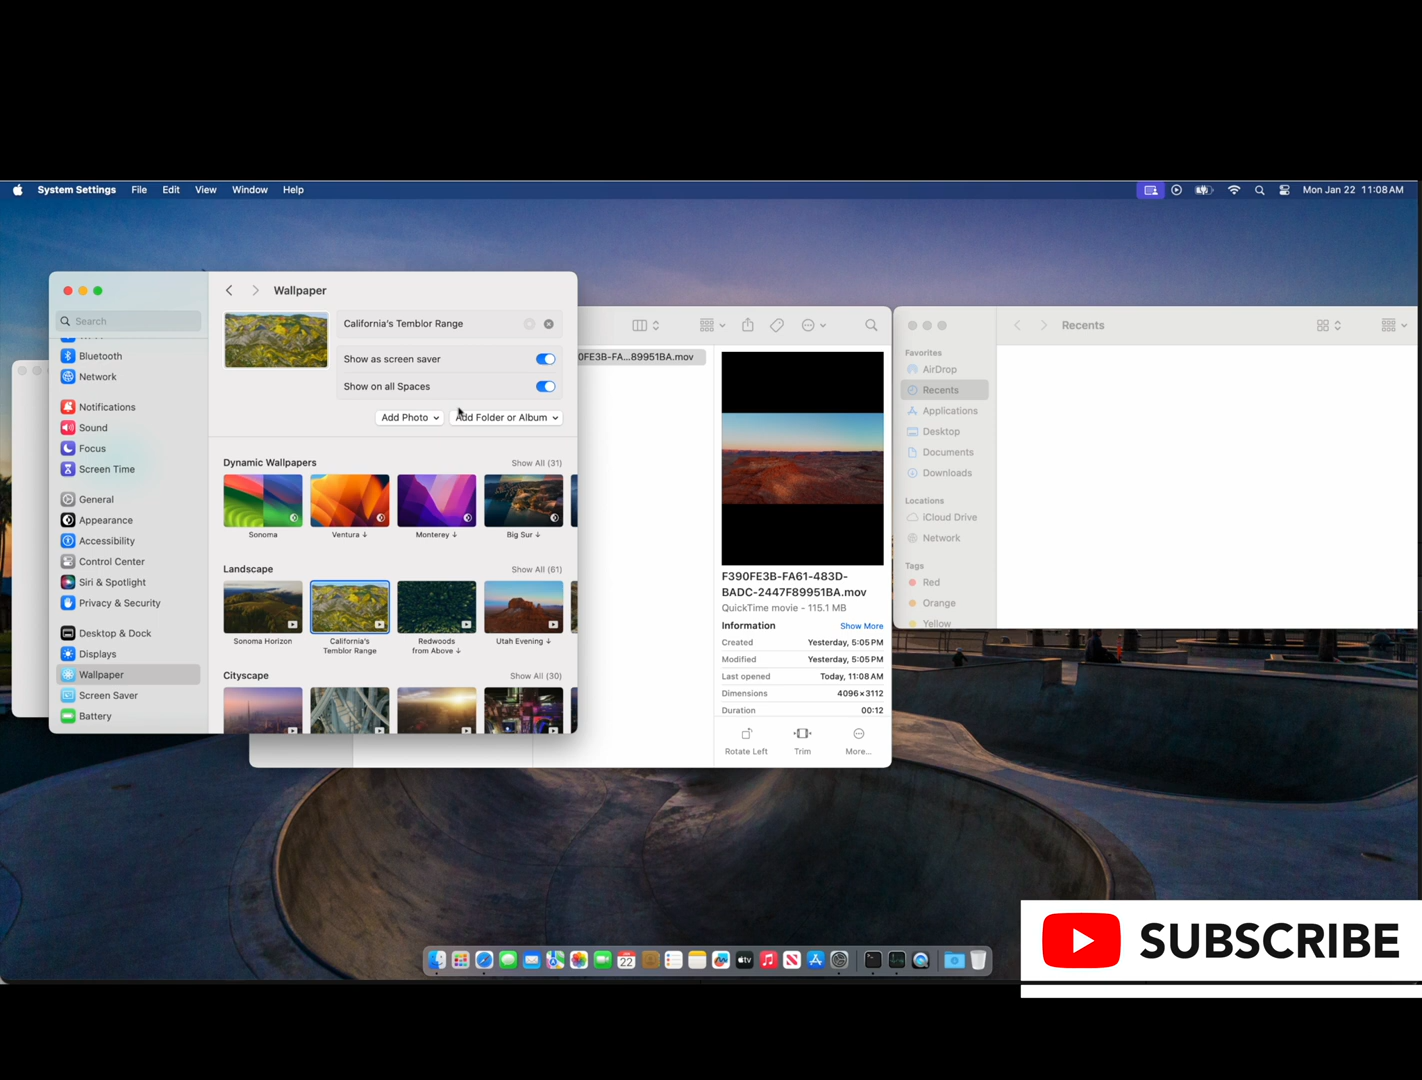 System Settings File Edit View Window Help
Mon Jan 22 11:08 AM
Wallpaper
Search
Bluetooth
Network
Notifications
Sound
Focus
Screen Time
General
Appearance
Accessibility
Control Center
Siri & Spotlight
Privacy & Security
Desktop & Dock
Displays
Wallpaper
Screen Saver
Battery
California's Temblor Range
Show as screen saver
Show on all Spaces
Add Photo
Add Folder or Album
Dynamic Wallpapers
Show All (31)
Sonoma
Ventura ↓
Monterey ↓
Big Sur ↓
Landscape
Show All (61)
Sonoma Horizon
California's
Temblor Range
Redwoods
from Above ↓
Utah Evening ↓
Cityscape
Show All (30)
0FE3B-FA...89951BA.mov
F390FE3B-FA61-483D-
BADC-2447F89951BA.mov
QuickTime movie - 115.1 MB
Information
Show More
Created
Yesterday, 5:05 PM
Modified
Yesterday, 5:05 PM
Last opened
Today, 11:08 AM
Dimensions
4096×3112
Duration
00:12
Rotate Left
Trim
More...
Recents
Favorites
AirDrop
Recents
Applications
Desktop
Documents
Downloads
Locations
iCloud Drive
Network
Tags
Red
Orange
Yellow
22
tv
SUBSCRIBE